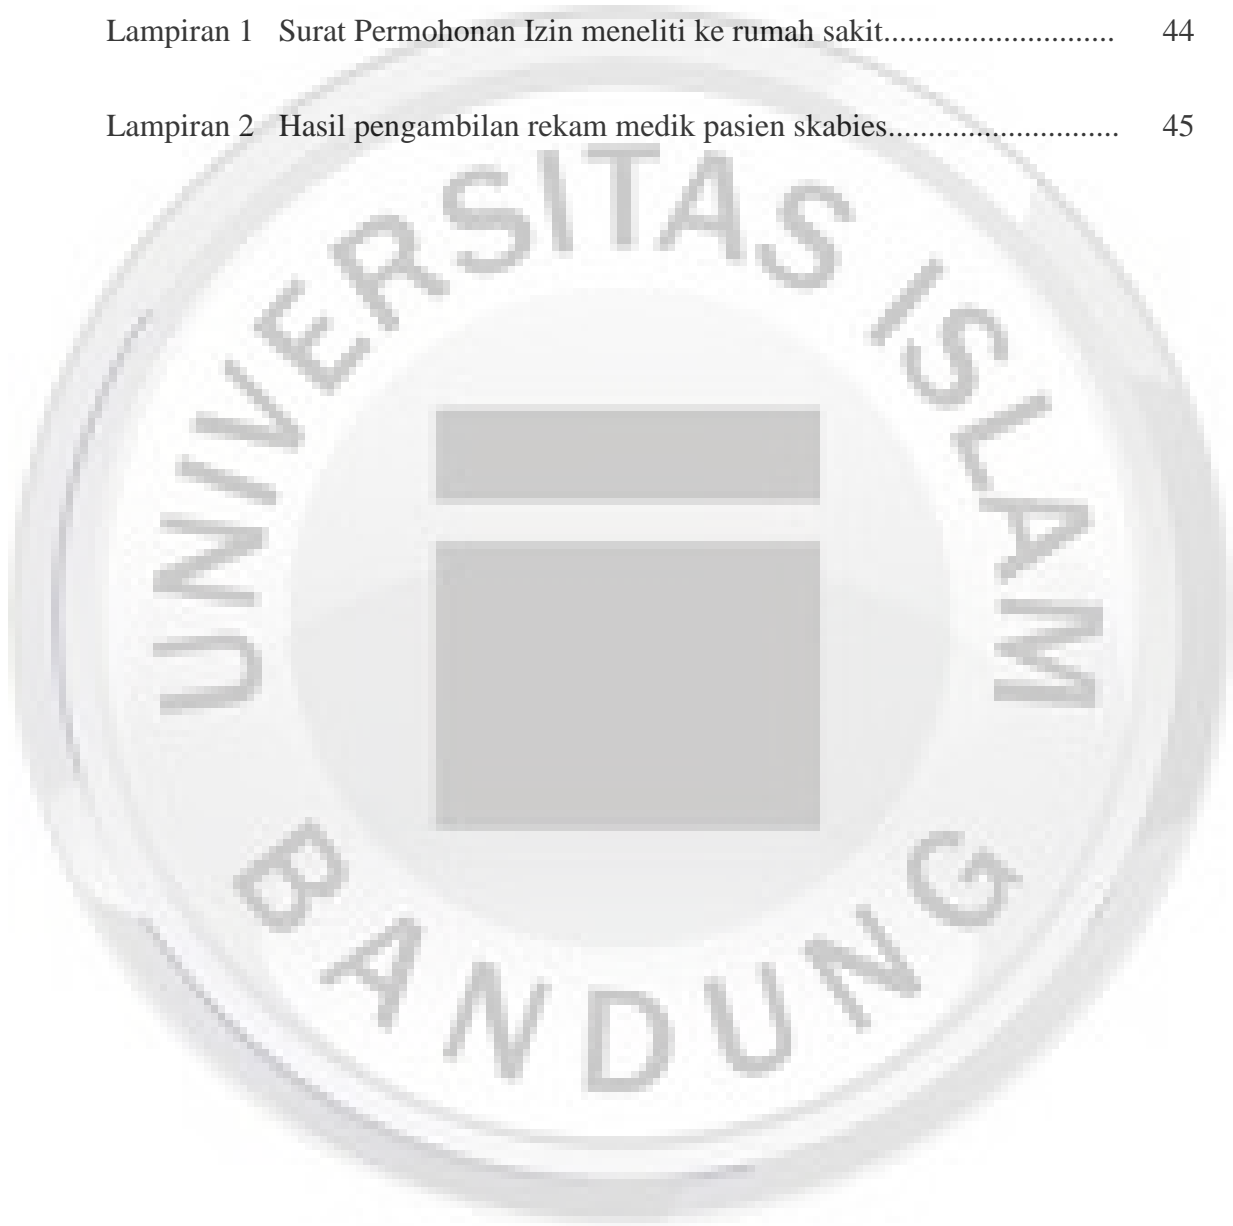 Lampiran 1 Surat Permohonan Izin meneliti ke rumah sakit............................. 44
Lampiran 2 Hasil pengambilan rekam medik pasien skabies............................. 45
UNIVERSITAS ISLAM
BANDUNG